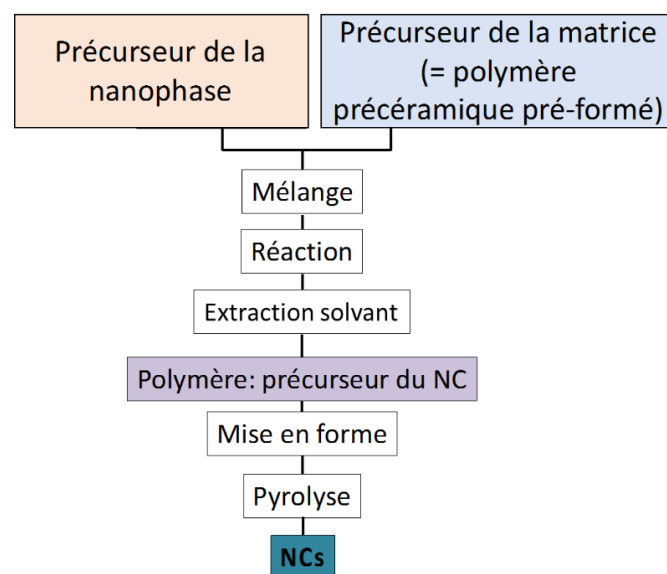 Précurseur de la
nanophase
Précurseur de la matrice
(= polymère
précéramique pré-formé)
Mélange
Réaction
Extraction solvant
Polymère: précurseur du NC
Mise en forme
Pyrolyse
NCs